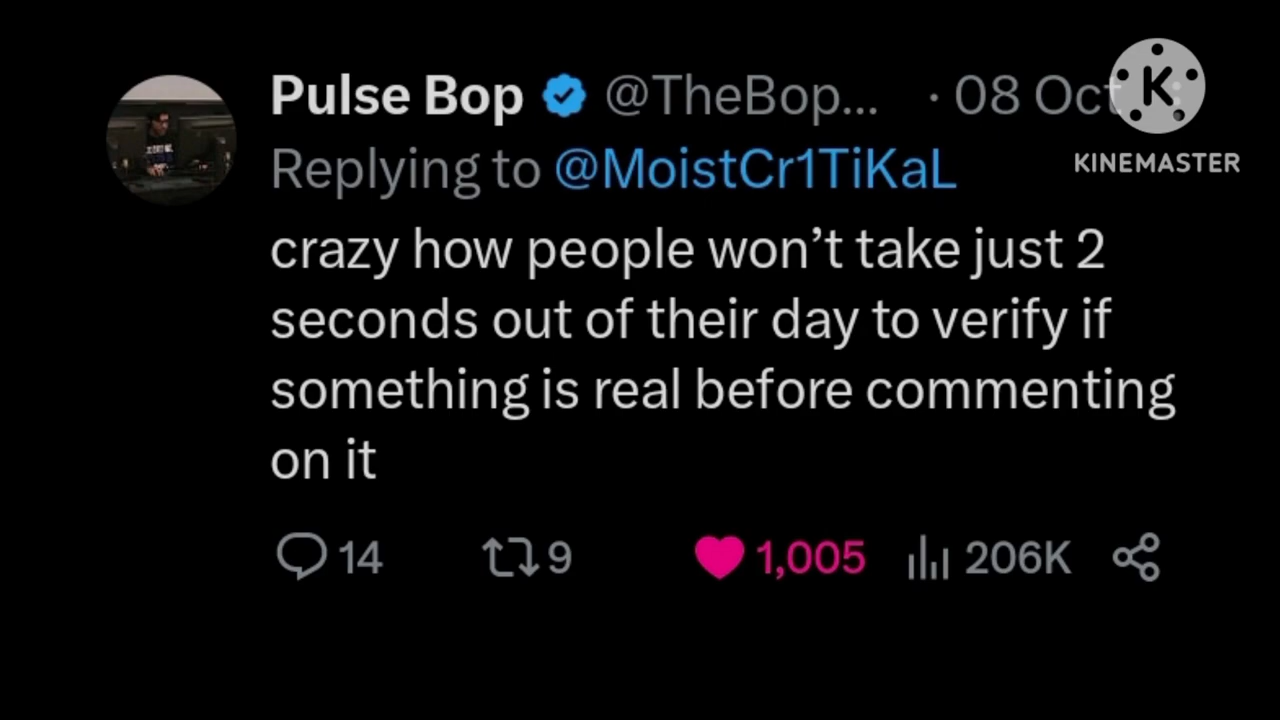 Pulse Bop @TheBop... · 08 Oct
KINEMASTER
Replying to @MoistCr1TiKaL
crazy how people won’t take just 2
seconds out of their day to verify if
something is real before commenting
on it
14 9 1,005 206K